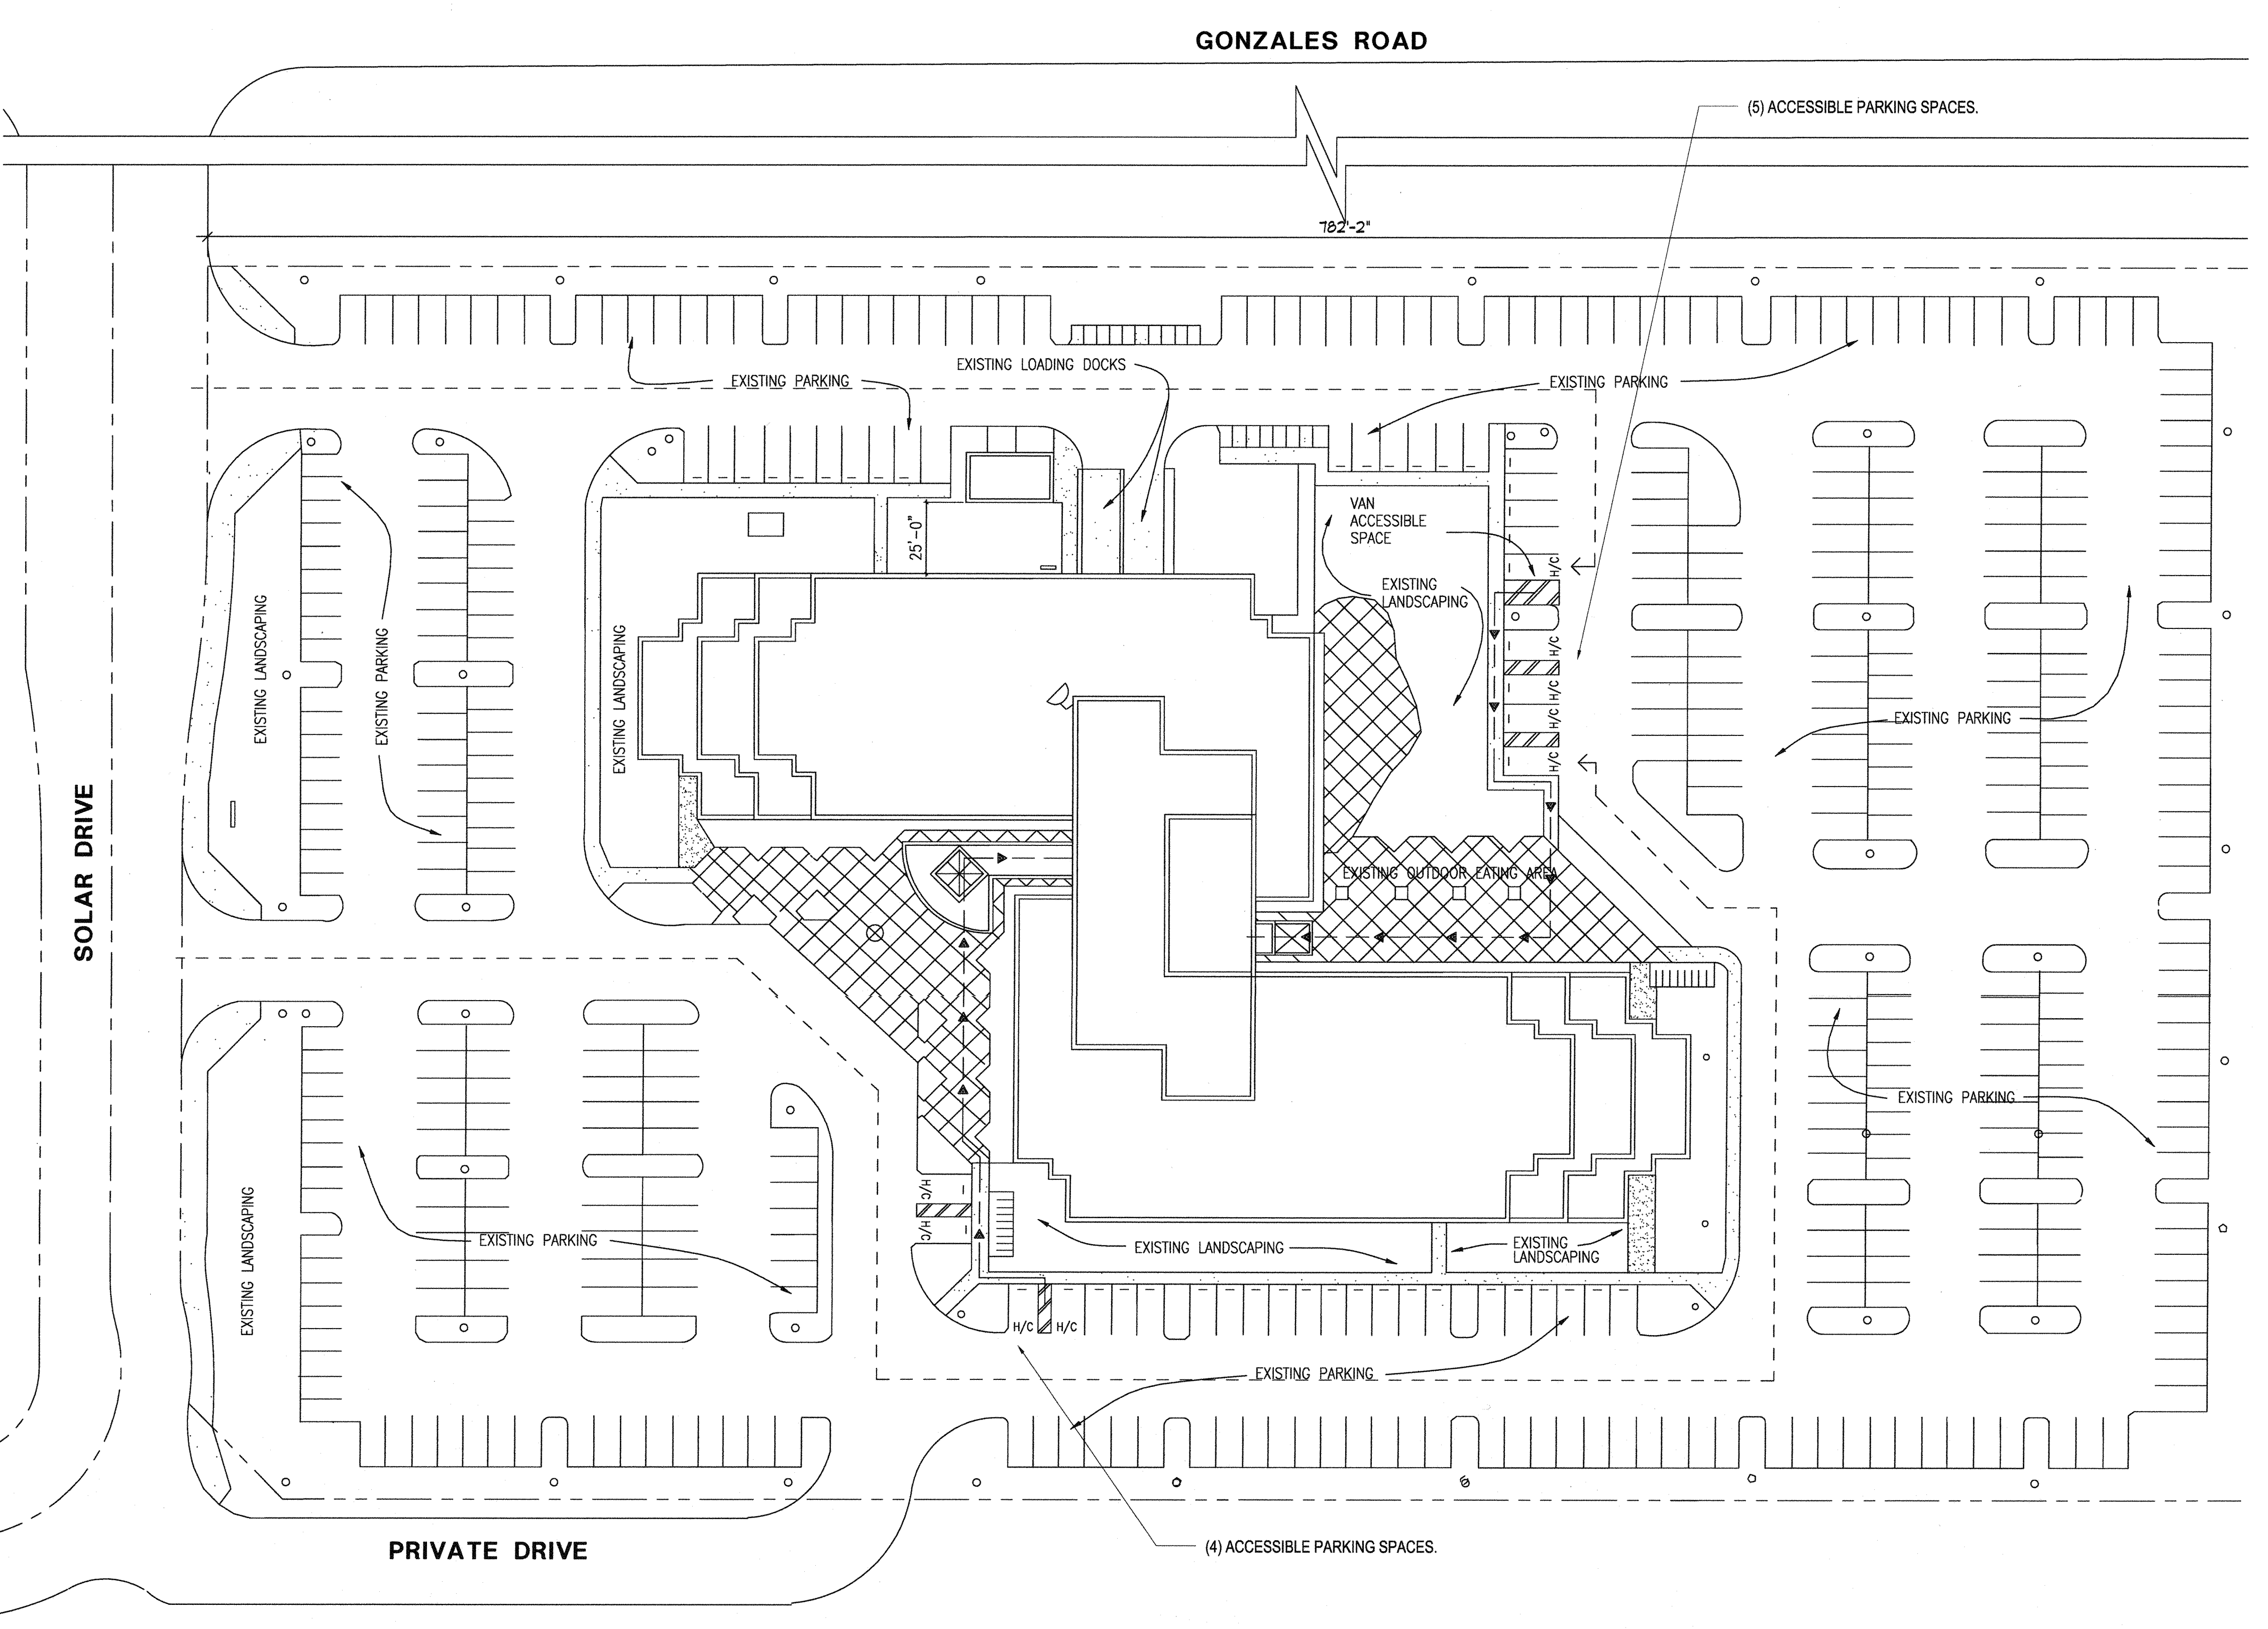 GONZALES ROAD
(5) ACCESSIBLE PARKING SPACES.
782'-2"
EXISTING LOADING DOCKS
EXISTING PARKING
EXISTING PARKING
VAN
ACCESSIBLE
SPACE
25'-0"
H/C
EXISTING
LANDSCAPING
EXISTING LANDSCAPING
EXISTING PARKING
EXISTING LANDSCAPING
H/C
H/C
H/C
H/C
EXISTING PARKING
SOLAR DRIVE
EXISTING OUTDOOR EATING AREA
EXISTING PARKING
H/C
H/C
EXISTING LANDSCAPING
EXISTING PARKING
EXISTING LANDSCAPING
EXISTING
LANDSCAPING
H/C
H/C
EXISTING PARKING
PRIVATE DRIVE
(4) ACCESSIBLE PARKING SPACES.